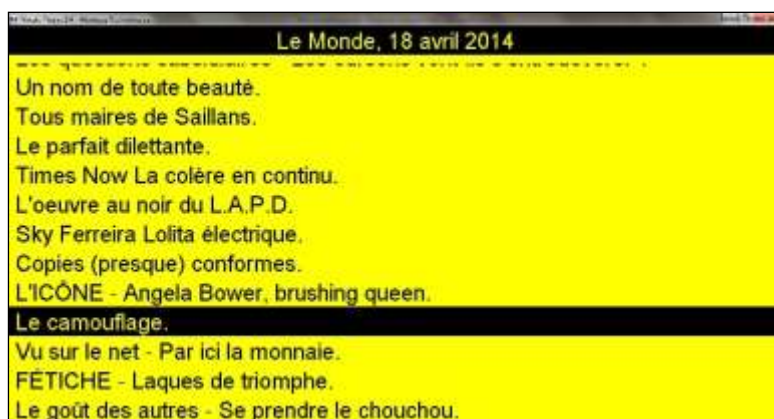 Le Monde, 18 avril 2014
Un nom de toute beauté.
Tous maires de Saillans.
Le parfait dilettante.
Times Now La colère en continu.
L'oeuvre au noir du L.A.P.D.
Sky Ferreira Lolita électrique.
Copies (presque) conformes.
L'ICÔNE - Angela Bower, brushing queen.
Le camouflage.
Vu sur le net - Par ici la monnaie.
FÉTICHE - Laques de triomphe.
Le goût des autres - Se prendre le chouchou.